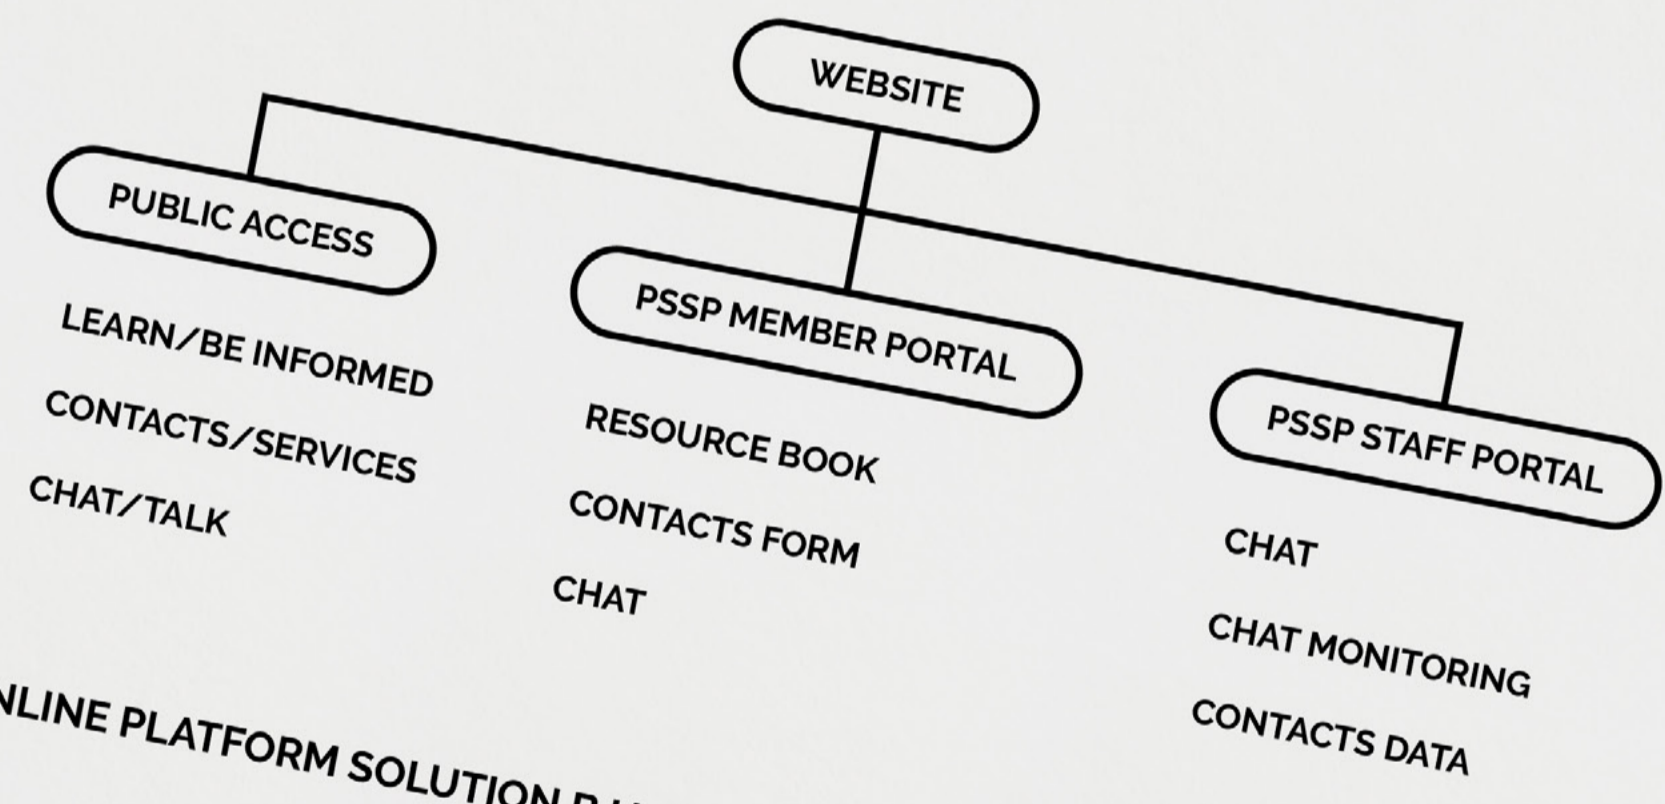 WEBSITE
PUBLIC ACCESS
LEARN/BE INFORMED
CONTACTS/SERVICES
CHAT/TALK
PSSP MEMBER PORTAL
RESOURCE BOOK
CONTACTS FORM
CHAT
PSSP STAFF PORTAL
CHAT
CHAT MONITORING
CONTACTS DATA
NLINE PLATFORM SOLUTION